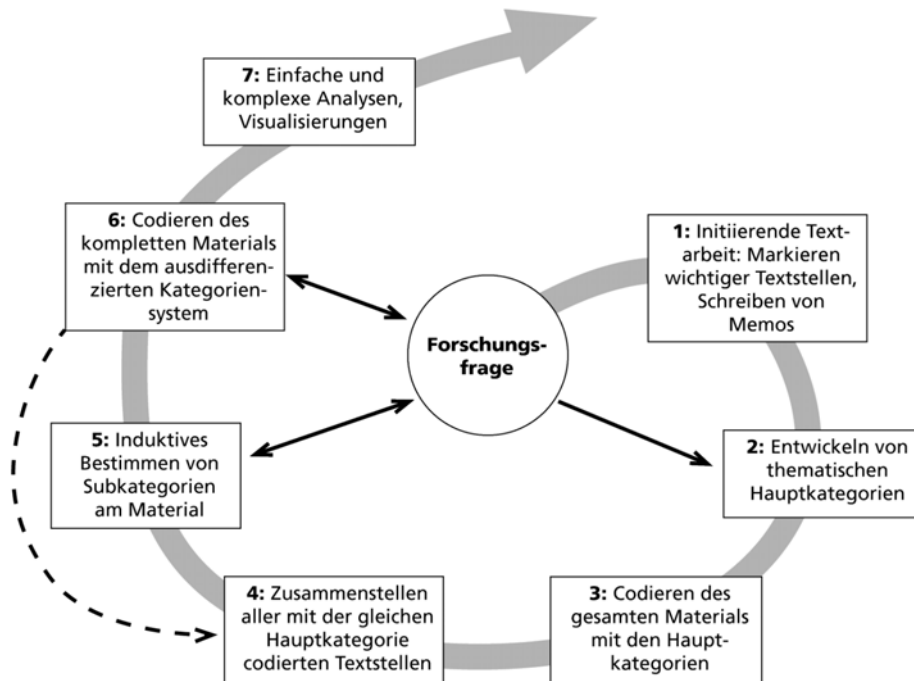 7: Einfache und
komplexe Analysen,
Visualisierungen
6: Codieren des
kompletten Materials
mit dem ausdifferen-
zierten Kategorien-
system
1: Initiierende Text-
arbeit: Markieren
wichtiger Textstellen,
Schreiben von
Memos
Forschungs-
frage
5: Induktives
Bestimmen von
Subkategorien
am Material
2: Entwickeln von
thematischen
Hauptkategorien
4: Zusammenstellen
aller mit der gleichen
Hauptkategorie
codierten Textstellen
3: Codieren des
gesamten Materials
mit den Haupt-
kategorien